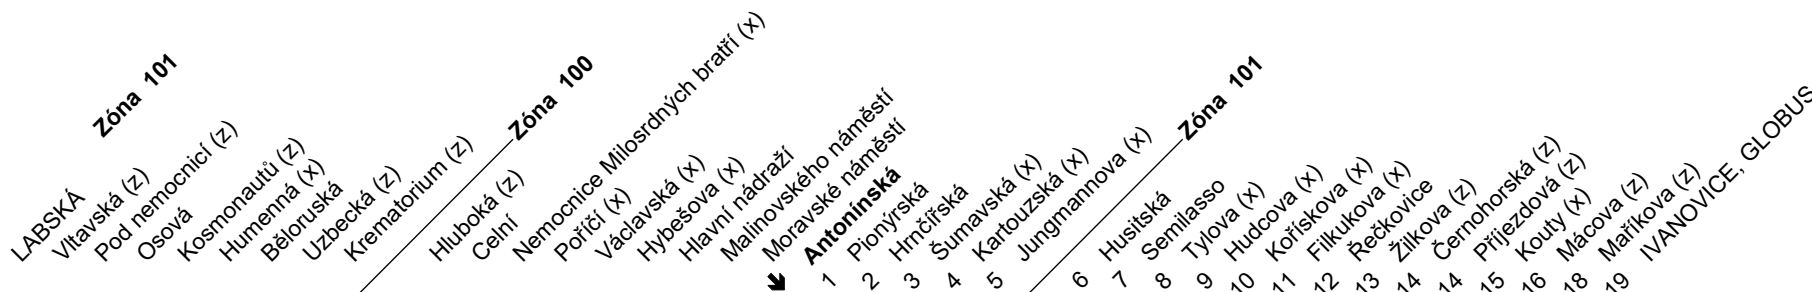 Zóna 101
LABSKÁ
Vltavská (z)
Pod nemocnicí (z)
Osová
Kosmonautů (z)
Humenná (x)
Běloruská
Uzbecká (z)
Krematorium (z)
Zóna 100
Hluboká (z)
Celní
Nemocnice Milosrdných bratří (x)
Poříčí (x)
Václavská (x)
Hybešova (x)
Hlavní nádraží
Malinovského náměstí
Moravské náměstí
Antonínská
1 Pionýrská
2 Hrnčířská
3 Šumavská (x)
4 Kartouzská (x)
5 Jungmannova (x)
Zóna 101
6 Husitská
7 Semilasso
8 Tylova (x)
9 Hudcova (x)
10 Kořískova (x)
11 Filkukova (x)
12 Řečkovice
13 Žilkova (z)
14 Černohorská (z)
14 Příjezdová (z)
15 Kouty (x)
16 Mácova (z)
18 Maříkova (z)
19 IVANOVICE, GLOBUS